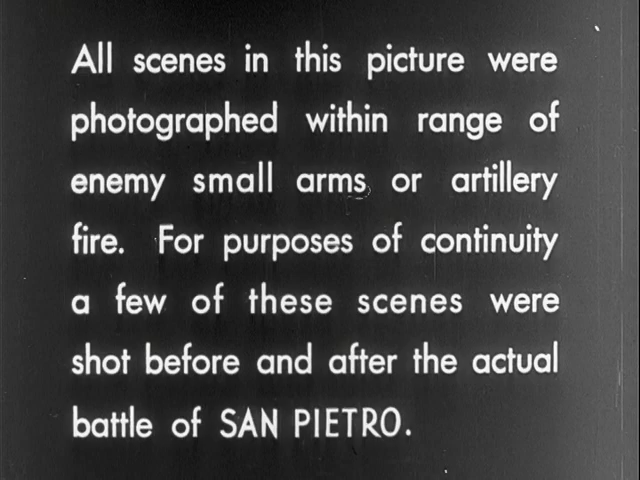 All scenes in this picture were
photographed within range of
enemy small arms or artillery
fire. For purposes of continuity
a few of these scenes were
shot before and after the actual
battle of SAN PIETRO.